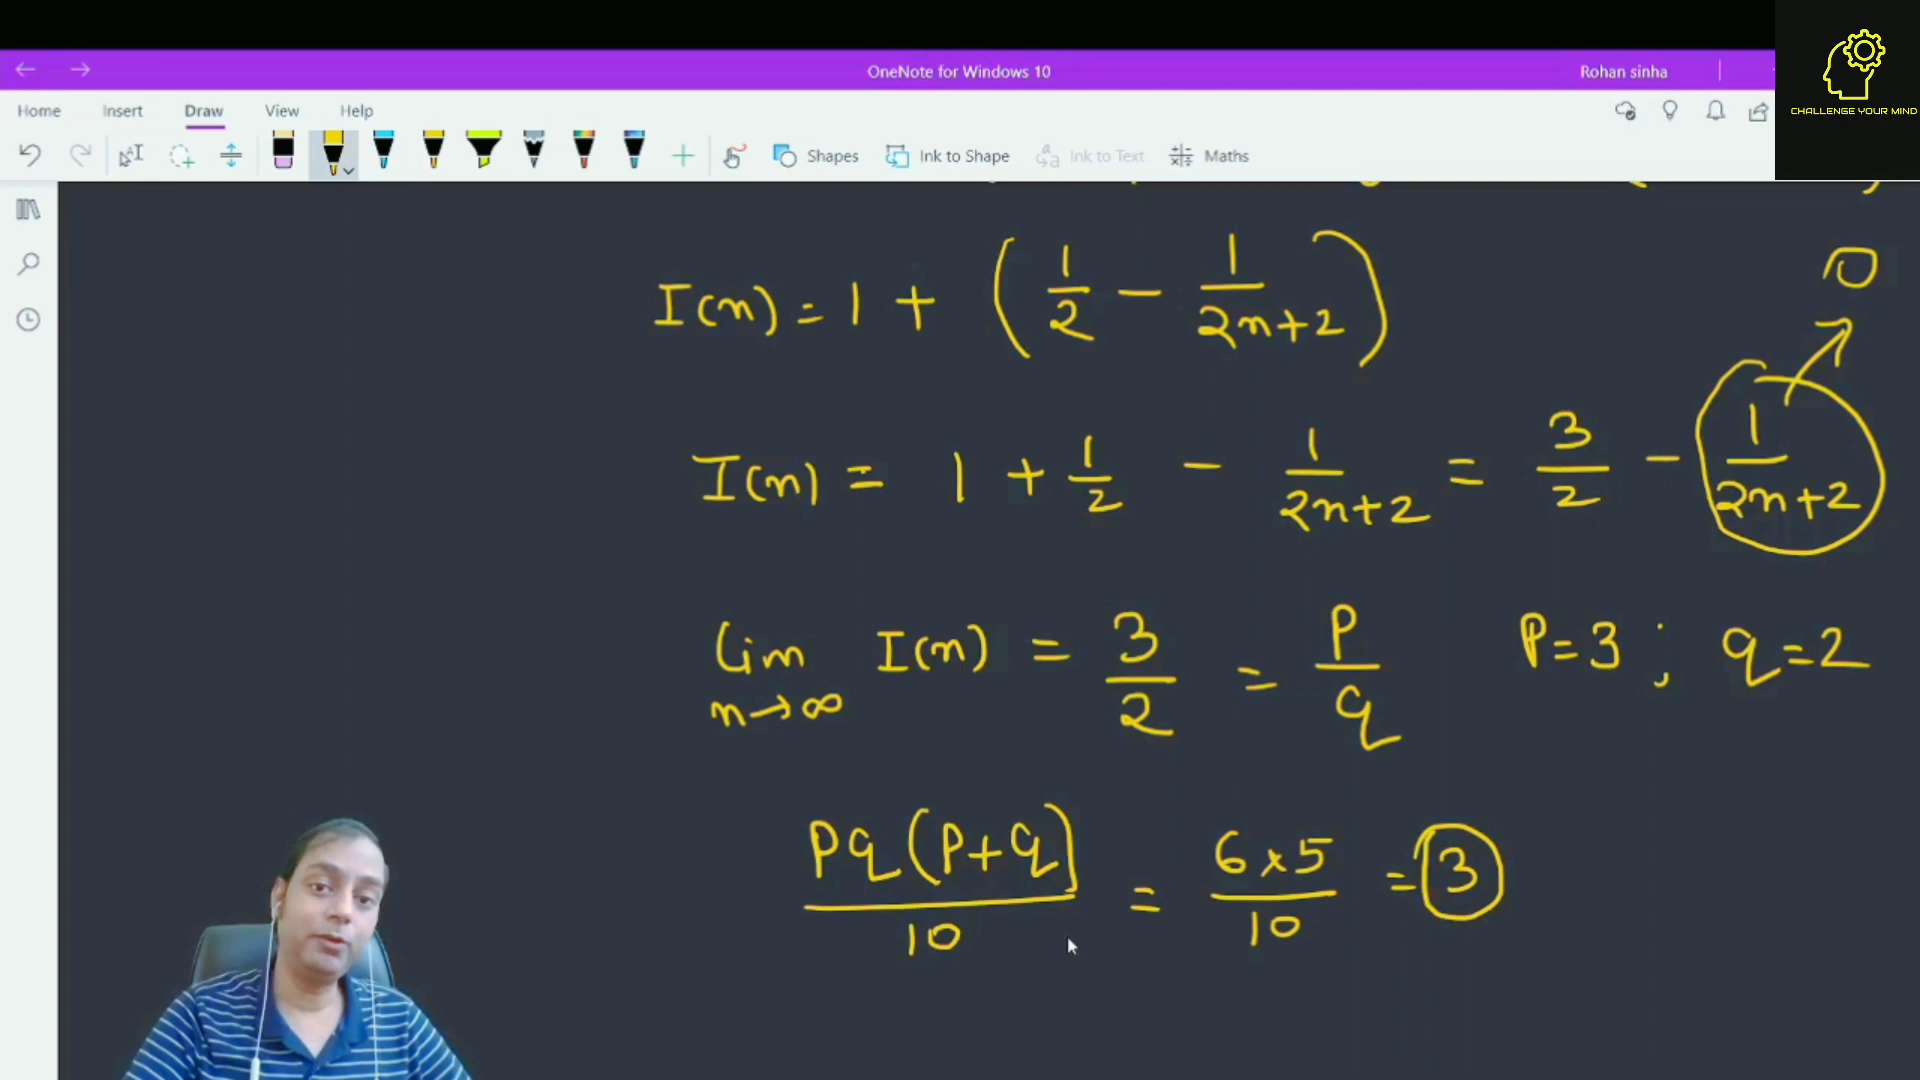 OneNote for Windows 10
Rohan sinha
CHALLENGE YOUR MIND
Home Insert Draw View Help
Shapes Ink to Shape Ink to Text Maths
I(n) = 1 + (1/2 - 1/(2n+2))
0
I(n) = 1 + 1/2 - 1/(2n+2) = 3/2 - 1/(2n+2)
lim n→∞ I(n) = 3/2 = P/q P=3 ; q=2
Pq(P+q)/10 = 6×5/10 = 3